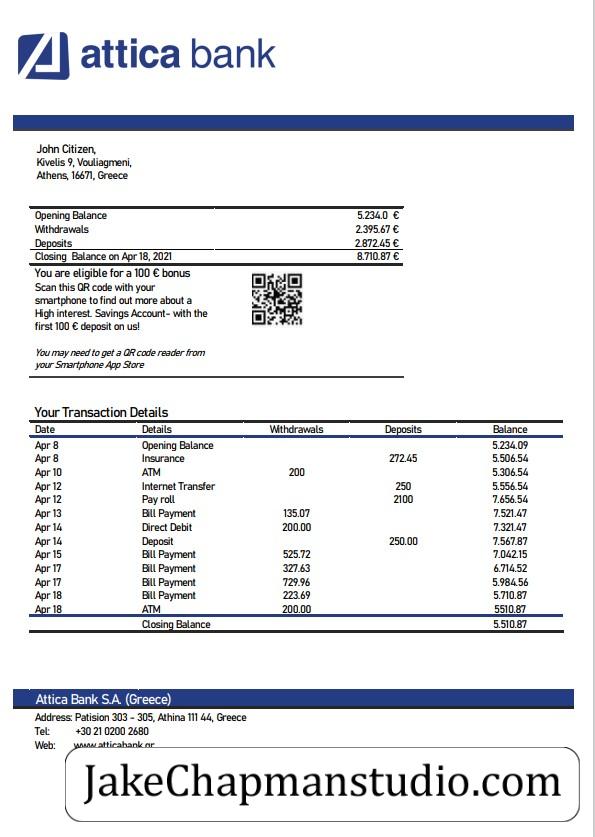 attica bank
John Citizen,
Kivelis 9, Vouliagmeni,
Athens, 16671, Greece
Opening Balance 5.234.0 €
Withdrawals 2.395.67 €
Deposits 2.872.45 €
Closing Balance on Apr 18, 2021 8.710.87 €
You are eligible for a 100 € bonus
Scan this QR code with your
smartphone to find out more about a
High interest. Savings Account- with the
first 100 € deposit on us!
You may need to get a QR code reader from
your Smartphone App Store
Your Transaction Details
Date Details Withdrawals Deposits Balance
Apr 8 Opening Balance 5.234.09
Apr 8 Insurance 272.45 5.506.54
Apr 10 ATM 200 5.306.54
Apr 12 Internet Transfer 250 5.556.54
Apr 12 Pay roll 2100 7.656.54
Apr 13 Bill Payment 135.07 7.521.47
Apr 14 Direct Debit 200.00 7.321.47
Apr 14 Deposit 250.00 7.567.87
Apr 15 Bill Payment 525.72 7.042.15
Apr 17 Bill Payment 327.63 6.714.52
Apr 17 Bill Payment 729.96 5.984.56
Apr 18 Bill Payment 223.69 5.710.87
Apr 18 ATM 200.00 5510.87
Closing Balance 5.510.87
Attica Bank S.A. (Greece)
Address: Patision 303 - 305, Athina 111 44, Greece
Tel: +30 21 0200 2680
Web: www.atticabank.gr
JakeChapmanstudio.com